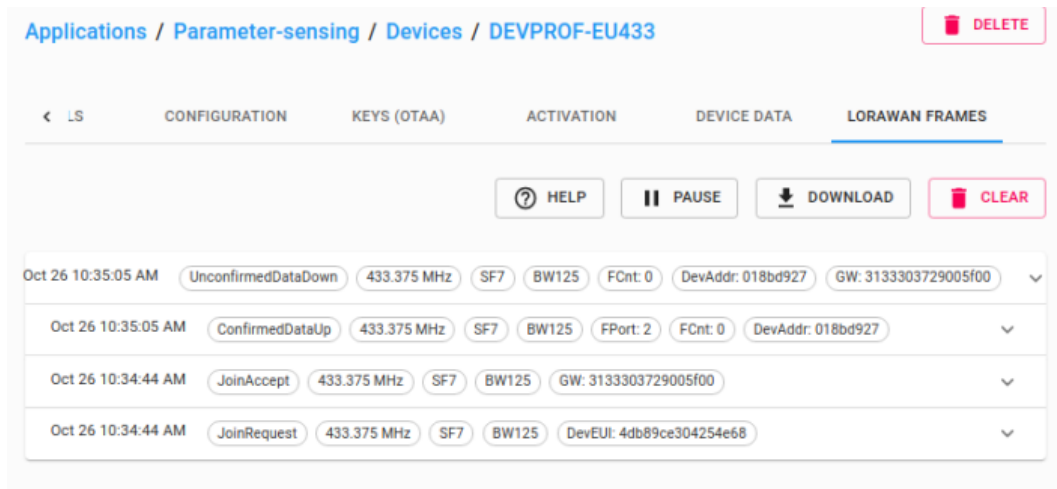 Applications / Parameter-sensing / Devices / DEVPROF-EU433
DELETE
LS CONFIGURATION KEYS (OTAA) ACTIVATION DEVICE DATA LORAWAN FRAMES
HELP PAUSE DOWNLOAD CLEAR
Oct 26 10:35:05 AM UnconfirmedDataDown 433.375 MHz SF7 BW125 FCnt: 0 DevAddr: 018bd927 GW: 3133303729005f00
Oct 26 10:35:05 AM ConfirmedDataUp 433.375 MHz SF7 BW125 FPort: 2 FCnt: 0 DevAddr: 018bd927
Oct 26 10:34:44 AM JoinAccept 433.375 MHz SF7 BW125 GW: 3133303729005f00
Oct 26 10:34:44 AM JoinRequest 433.375 MHz SF7 BW125 DevEUI: 4db89ce304254e68